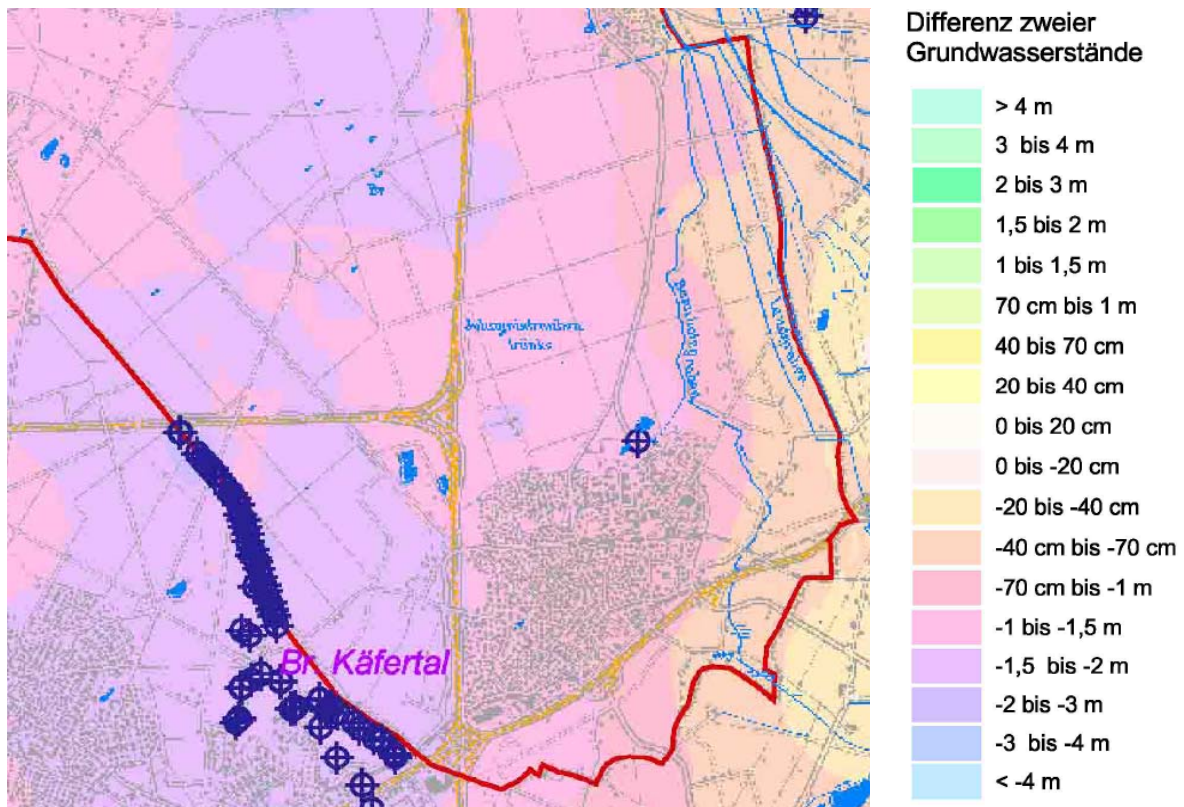 Differenz zweier
Grundwasserstände
> 4 m
3 bis 4 m
2 bis 3 m
1,5 bis 2 m
1 bis 1,5 m
70 cm bis 1 m
40 bis 70 cm
20 bis 40 cm
0 bis 20 cm
0 bis -20 cm
-20 bis -40 cm
-40 cm bis -70 cm
-70 cm bis -1 m
-1 bis -1,5 m
-1,5 bis -2 m
-2 bis -3 m
-3 bis -4 m
< -4 m
Landgraben
Br. Käfertal